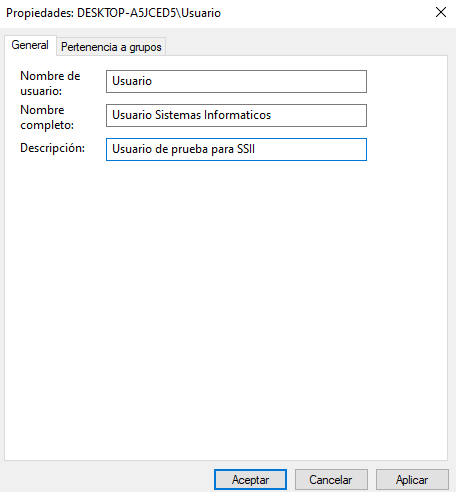 Propiedades: DESKTOP-A5JCED5\Usuario
General
Pertenencia a grupos
Nombre de
usuario:
Usuario
Nombre
completo:
Usuario Sistemas Informaticos
Descripción:
Usuario de prueba para SSII
Aceptar
Cancelar
Aplicar